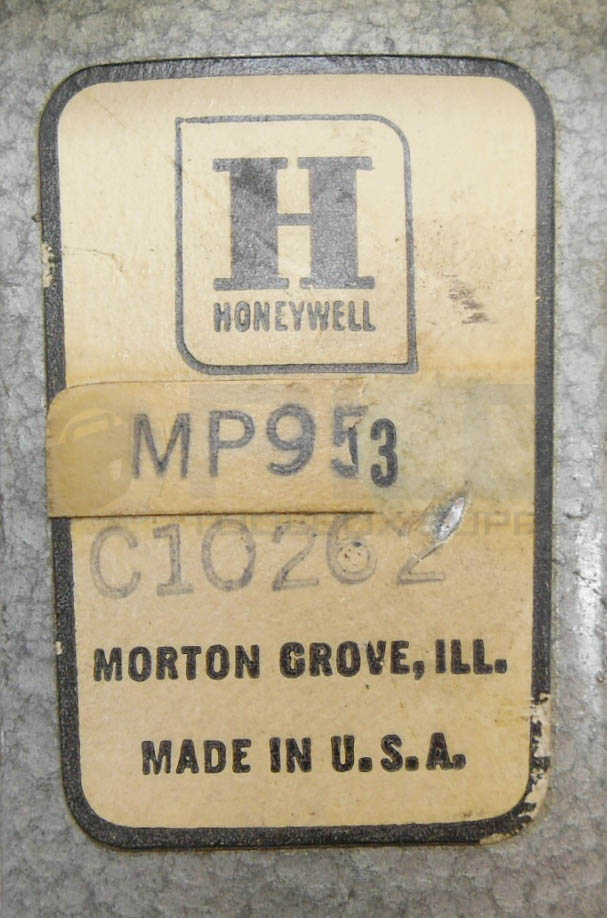 H
HONEYWELL
MP953
C10262
MORTON GROVE, ILL.
MADE IN U.S.A.